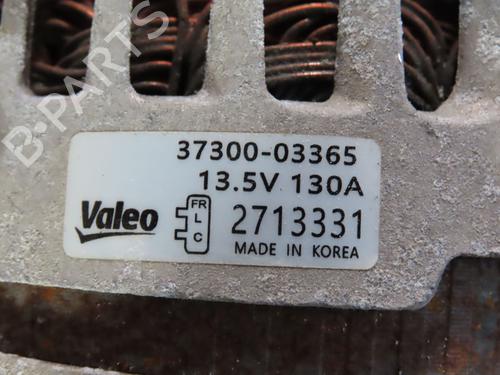 B-PARTS
37300-03365
13.5V 130A
Valeo
FR
L
C
2713331
MADE IN KOREA